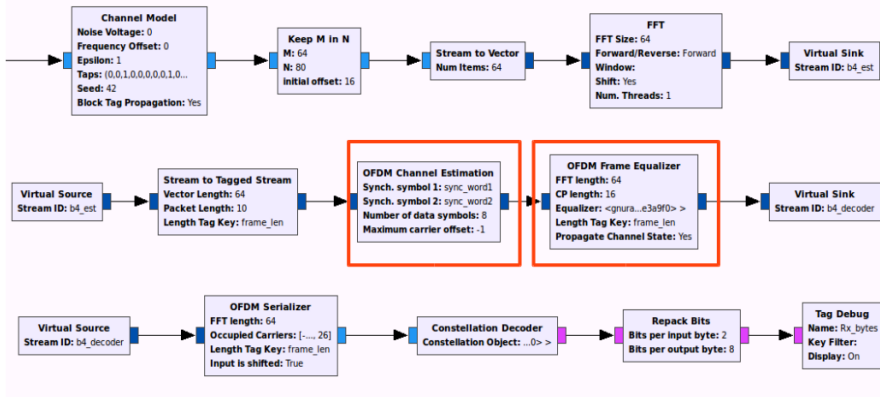 Channel Model
Noise Voltage: 0
Frequency Offset: 0
Epsilon: 1
Taps: (0,0,1,0,0,0,0,1,0...
Seed: 42
Block Tag Propagation: Yes
Keep M in N
M: 64
N: 80
initial offset: 16
Stream to Vector
Num Items: 64
FFT
FFT Size: 64
Forward/Reverse: Forward
Window:
Shift: Yes
Num. Threads: 1
Virtual Sink
Stream ID: b4_est
Virtual Source
Stream ID: b4_est
Stream to Tagged Stream
Vector Length: 64
Packet Length: 10
Length Tag Key: frame_len
OFDM Channel Estimation
Synch. symbol 1: sync_word1
Synch. symbol 2: sync_word2
Number of data symbols: 8
Maximum carrier offset: -1
OFDM Frame Equalizer
FFT length: 64
CP length: 16
Equalizer: <gnura...e3a9f0> >
Length Tag Key: frame_len
Propagate Channel State: Yes
Virtual Sink
Stream ID: b4_decoder
Virtual Source
Stream ID: b4_decoder
OFDM Serializer
FFT length: 64
Occupied Carriers: [-..., 26]
Length Tag Key: frame_len
Input is shifted: True
Constellation Decoder
Constellation Object: ...0> >
Repack Bits
Bits per input byte: 2
Bits per output byte: 8
Tag Debug
Name: Rx_bytes
Key Filter:
Display: On